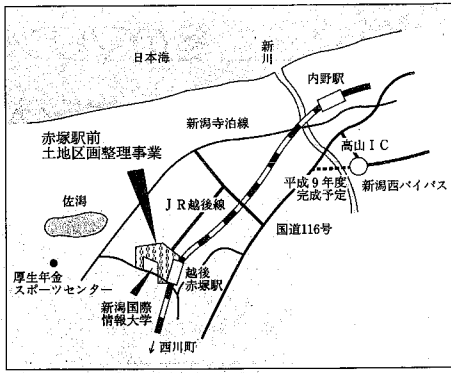 日本海
新川
内野駅
新潟寺泊線
赤塚駅前
土地区画整理事業
高山IC
平成9年度
完成予定
新潟西バイパス
佐潟
JR越後線
国道116号
厚生年金
スポーツセンター
越後
赤塚駅
新潟国際
情報大学
西川町